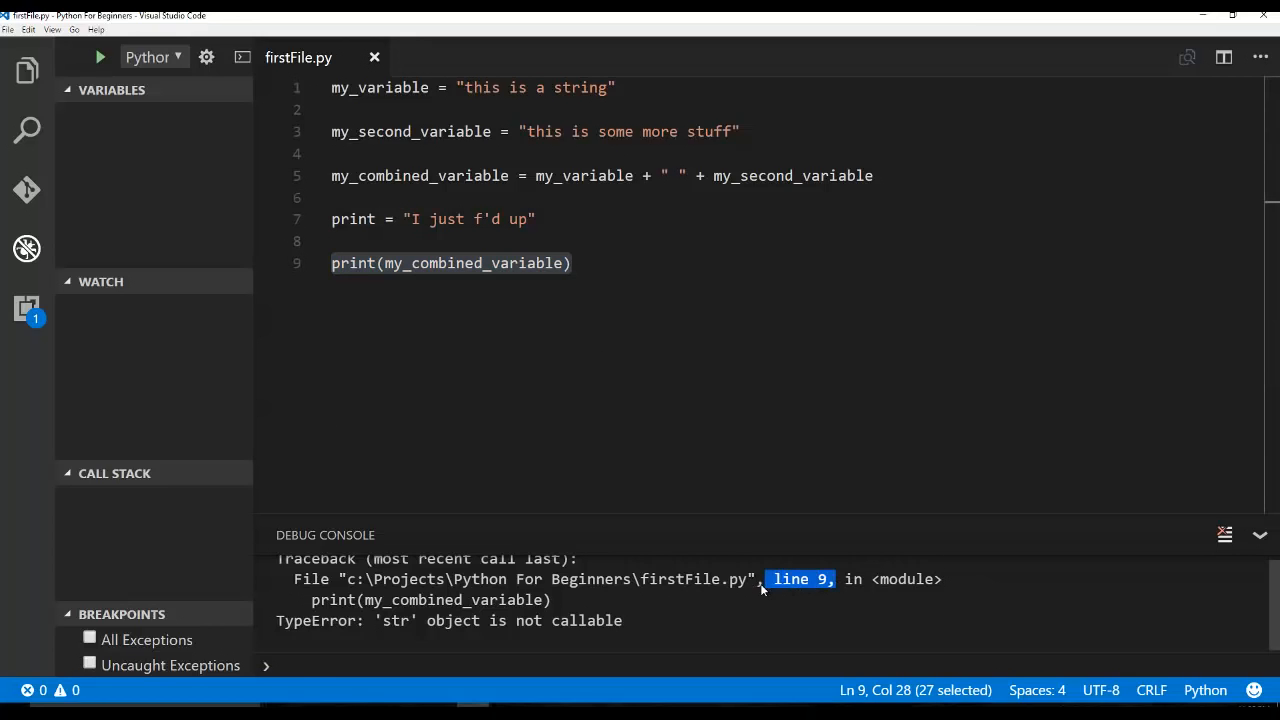 firstFile.py - Python For Beginners - Visual Studio Code
File Edit View Go Help
Python
firstFile.py
VARIABLES
1 my_variable = "this is a string"
2
3 my_second_variable = "this is some more stuff"
4
5 my_combined_variable = my_variable + " " + my_second_variable
6
7 print = "I just f'd up"
8
9 print(my_combined_variable)
WATCH
1
CALL STACK
DEBUG CONSOLE
Traceback (most recent call last):
File "c:\Projects\Python For Beginners\firstFile.py", line 9, in <module>
print(my_combined_variable)
TypeError: 'str' object is not callable
BREAKPOINTS
All Exceptions
Uncaught Exceptions
0 0 Ln 9, Col 28 (27 selected) Spaces: 4 UTF-8 CRLF Python